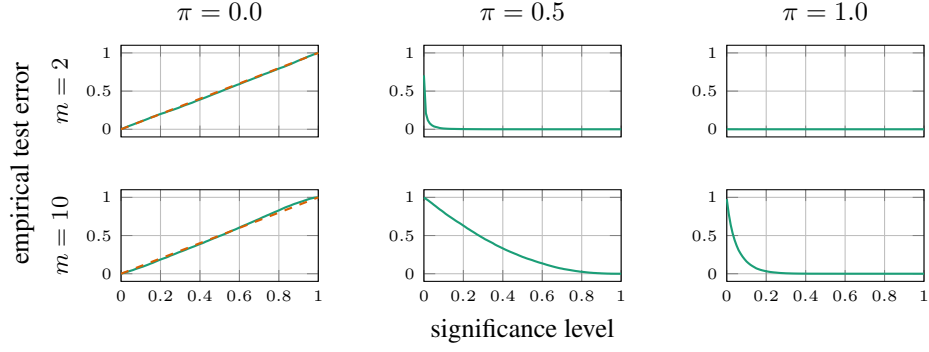 π = 0.0 π = 0.5 π = 1.0
empirical test error
m = 2
1 1 1
0.5 0.5 0.5
0 0 0
m = 10
1 1 1
0.5 0.5 0.5
0 0 0
0 0.2 0.4 0.6 0.8 1 0 0.2 0.4 0.6 0.8 1 0 0.2 0.4 0.6 0.8 1
significance level